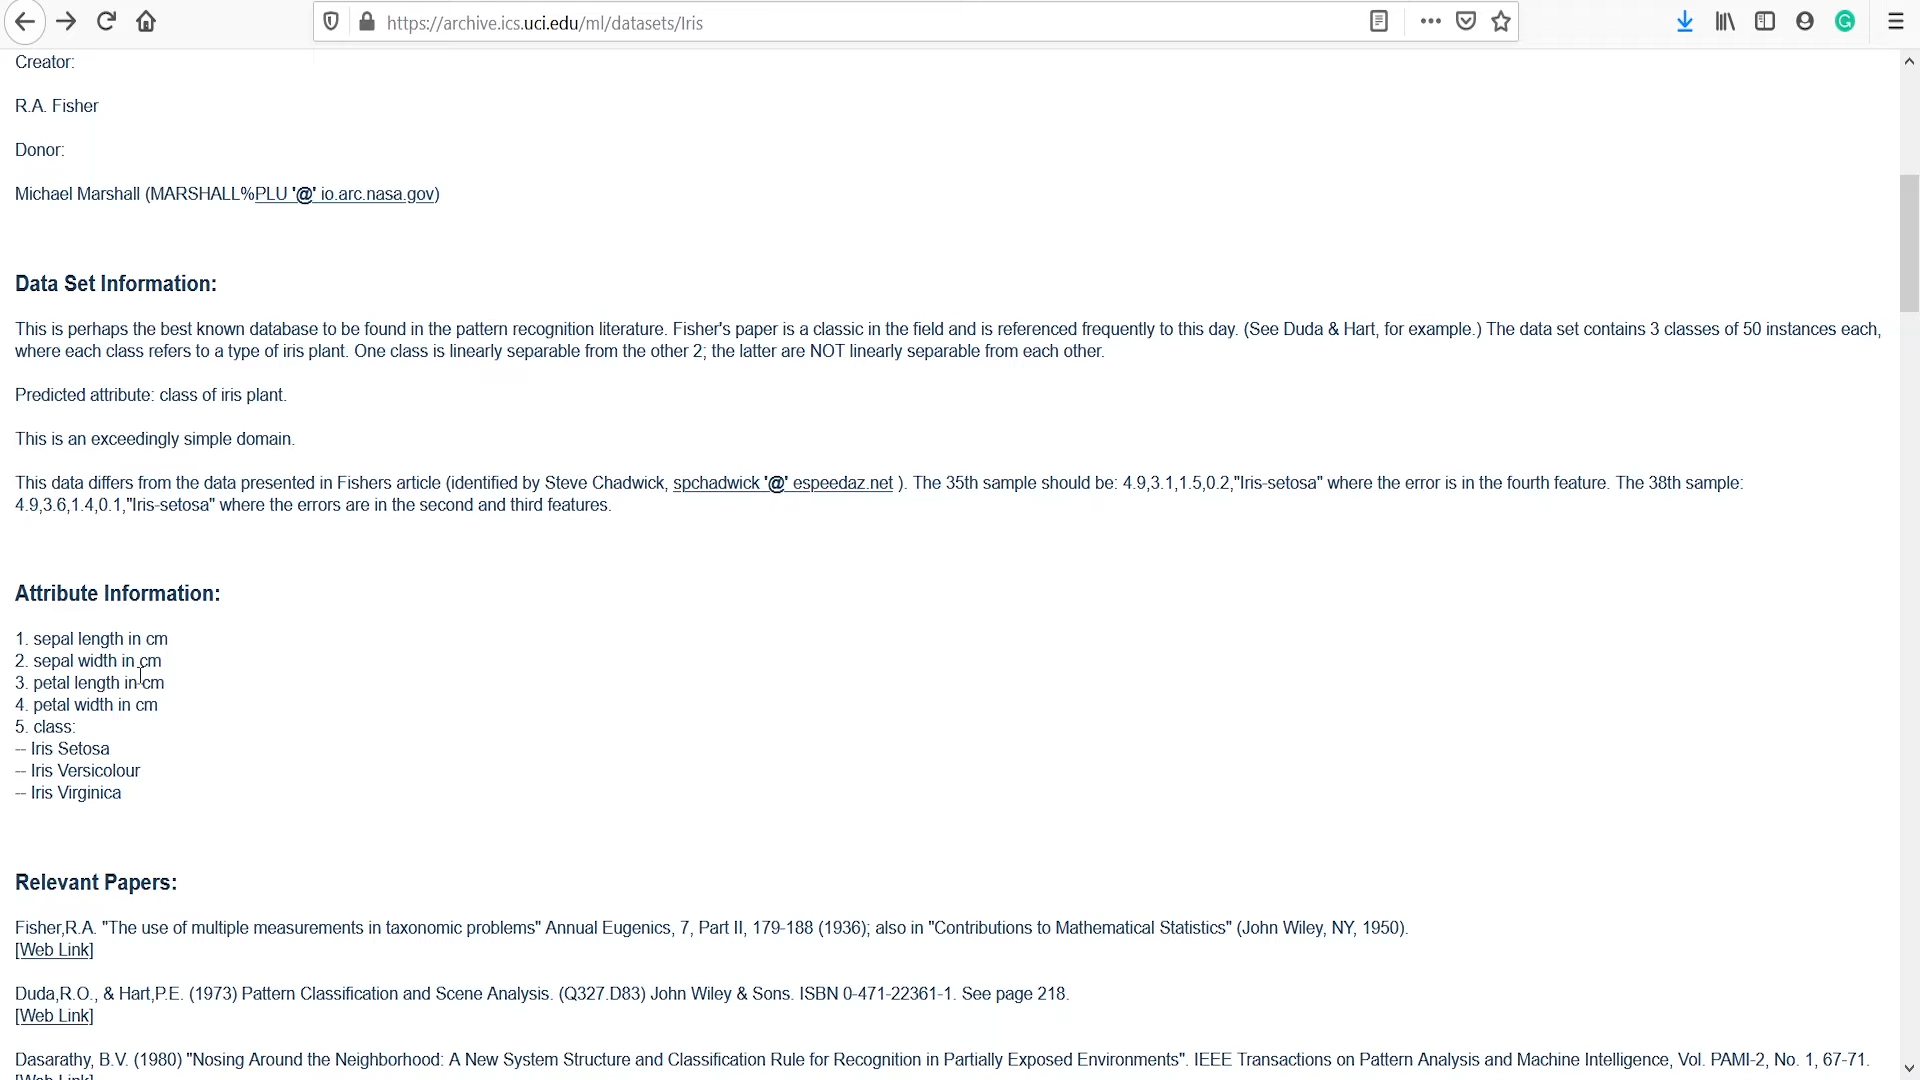 https://archive.ics.uci.edu/ml/datasets/Iris
Creator:
R.A. Fisher
Donor:
Michael Marshall (MARSHALL%PLU '@' io.arc.nasa.gov)
Data Set Information:
This is perhaps the best known database to be found in the pattern recognition literature. Fisher's paper is a classic in the field and is referenced frequently to this day. (See Duda & Hart, for example.) The data set contains 3 classes of 50 instances each,
where each class refers to a type of iris plant. One class is linearly separable from the other 2; the latter are NOT linearly separable from each other.
Predicted attribute: class of iris plant.
This is an exceedingly simple domain.
This data differs from the data presented in Fishers article (identified by Steve Chadwick, spchadwick '@' espeedaz.net ). The 35th sample should be: 4.9,3.1,1.5,0.2,"Iris-setosa" where the error is in the fourth feature. The 38th sample:
4.9,3.6,1.4,0.1,"Iris-setosa" where the errors are in the second and third features.
Attribute Information:
1. sepal length in cm
2. sepal width in cm
3. petal length in cm
4. petal width in cm
5. class:
-- Iris Setosa
-- Iris Versicolour
-- Iris Virginica
Relevant Papers:
Fisher,R.A. "The use of multiple measurements in taxonomic problems" Annual Eugenics, 7, Part II, 179-188 (1936); also in "Contributions to Mathematical Statistics" (John Wiley, NY, 1950).
[Web Link]
Duda,R.O., & Hart,P.E. (1973) Pattern Classification and Scene Analysis. (Q327.D83) John Wiley & Sons. ISBN 0-471-22361-1. See page 218.
[Web Link]
Dasarathy, B.V. (1980) "Nosing Around the Neighborhood: A New System Structure and Classification Rule for Recognition in Partially Exposed Environments". IEEE Transactions on Pattern Analysis and Machine Intelligence, Vol. PAMI-2, No. 1, 67-71.